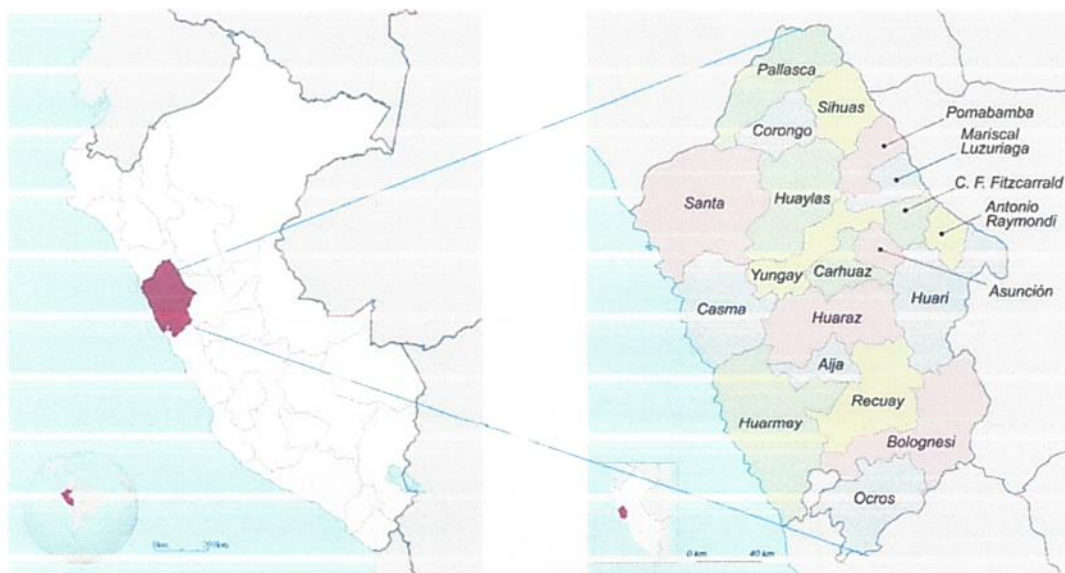 Pallasca
Sihuas
Pomabamba
Corongo
Mariscal
Luzuriaga
C. F. Fitzcarrald
Santa
Huaylas
Antonio
Raymondi
Yungay
Carhuaz
Asunción
Casma
Huari
Huaraz
Aija
Recuay
Huarmey
Bolognesi
Ocros
0 km 40 km